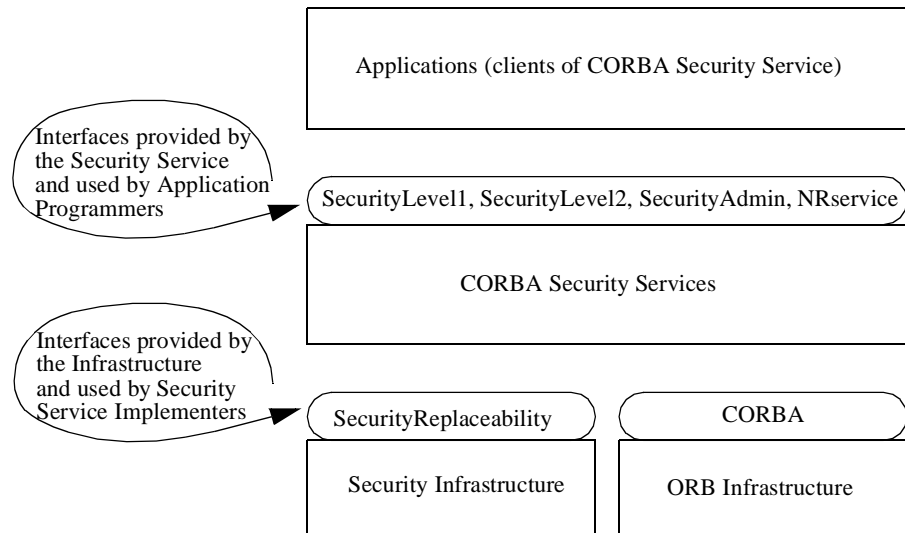 Applications (clients of CORBA Security Service)
Interfaces provided by
the Security Service
and used by Application
Programmers
SecurityLevel1, SecurityLevel2, SecurityAdmin, NRservice
CORBA Security Services
Interfaces provided by
the Infrastructure
and used by Security
Service Implementers
SecurityReplaceability
CORBA
Security Infrastructure
ORB Infrastructure